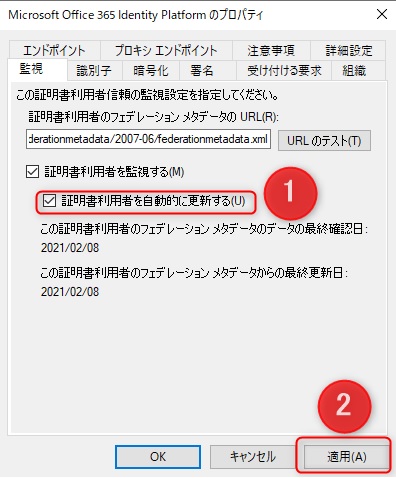 Microsoft Office 365 Identity Platform のプロパティ
エンドポイント プロキシ エンドポイント 注意事項 詳細設定
監視 識別子 暗号化 署名 受け付ける要求 組織
この証明書利用者信頼の監視設定を指定してください。
証明書利用者のフェデレーション メタデータの URL(R):
derationmetadata/2007-06/federationmetadata.xml URL のテスト(T)
証明書利用者を監視する(M)
1
証明書利用者を自動的に更新する(U)
この証明書利用者のフェデレーション メタデータのデータの最終確認日:
2021/02/08
この証明書利用者のフェデレーション メタデータからの最終更新日:
2021/02/08
2
OK キャンセル 適用(A)